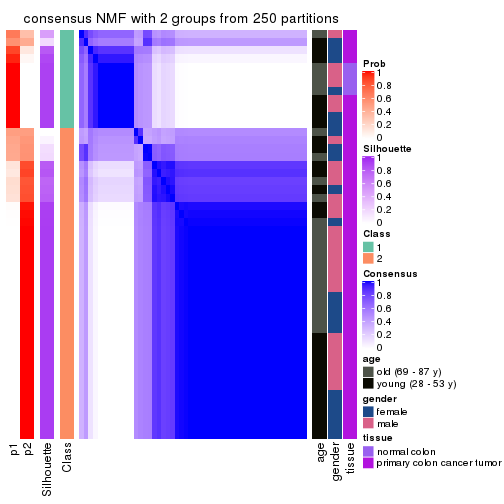 consensus NMF with 2 groups from 250 partitions
Prob
1
0.8
0.6
0.4
0.2
0
Silhouette
1
0.8
0.6
0.4
0.2
0
Class
1
2
Consensus
1
0.8
0.6
0.4
0.2
0
age
old (69 - 87 y)
young (28 - 53 y)
gender
female
male
tissue
normal colon
primary colon cancer tumor
p1
p2
Silhouette
Class
age
gender
tissue